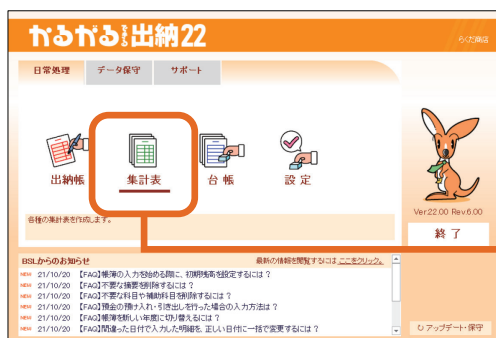 かるがるできる出納22
らくだ商店
日常処理 データ保守 サポート
出納帳 集計表 台帳 設定
各種の集計表を作成します。
Ver.22.00 Rev.6.00
終了
BSLからのお知らせ 最新の情報を閲覧するには ここをクリック。
NEW 21/10/20 【FAQ】帳簿の入力を始める際に、初期残高を設定するには？
NEW 21/10/20 【FAQ】不要な摘要を削除するには？
NEW 21/10/20 【FAQ】不要な科目や補助科目を削除するには？
NEW 21/10/20 【FAQ】預金の預け入れ・引き出しを行った場合の入力方法は？
NEW 21/10/20 【FAQ】帳簿を新しい年度に切り替えるには？
NEW 21/10/20 【FAQ】間違った日付で入力した明細を、正しい日付に一括で変更するには？
アップデート・保守